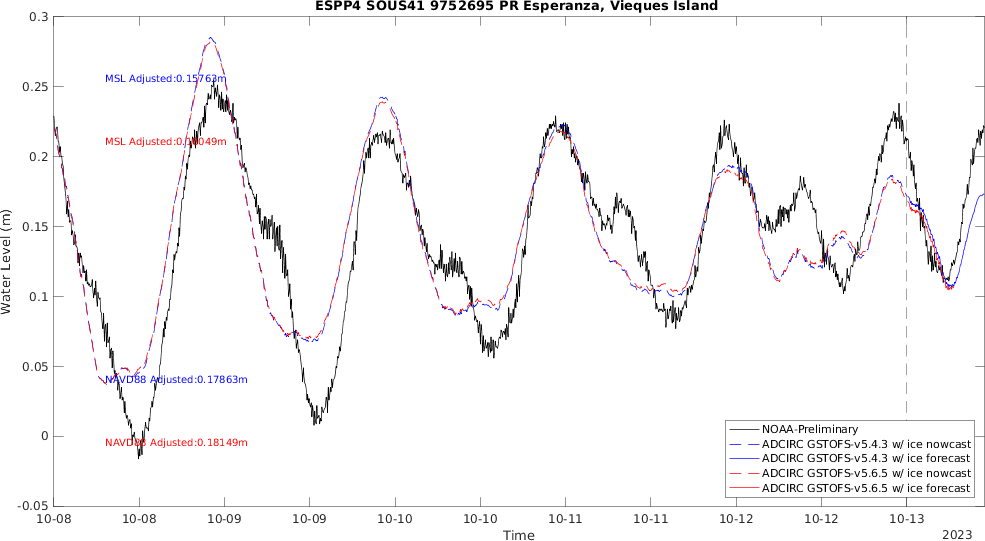 ESPP4 SOUS41 9752695 PR Esperanza, Vieques Island
0.3
0.25
0.2
0.15
0.1
0.05
0
-0.05
Water Level (m)
MSL Adjusted:0.15763m
MSL Adjusted:
NAVD88 Adjusted:0.17863m
NAVD88 Adjusted:0.18149m
NOAA-Preliminary
ADCIRC GSTOFS-v5.4.3 w/ ice nowcast
ADCIRC GSTOFS-v5.4.3 w/ ice forecast
ADCIRC GSTOFS-v5.6.5 w/ ice nowcast
ADCIRC GSTOFS-v5.6.5 w/ ice forecast
10-08 10-08 10-09 10-09 10-10 10-10 10-11 10-11 10-12 10-12 10-13
Time
2023